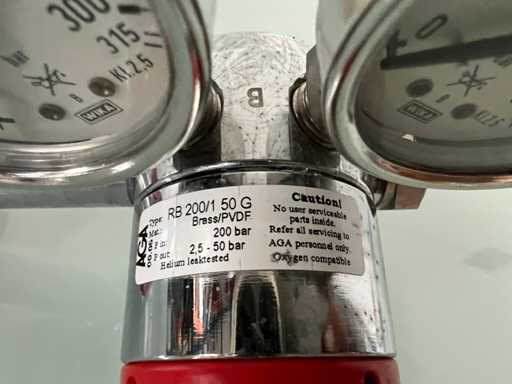 300
315
bar
Kl.2,5
WIKA
0
Kl.2,5
WIKA
B
AGA
Type: RB 200/1 50 G
Mat.: Brass/PVDF
P in: 200 bar
P out: 2,5 - 50 bar
Helium leaktested
Caution!
No user serviceable
parts inside.
Refer all servicing to
AGA personnel only.
Oxygen compatible